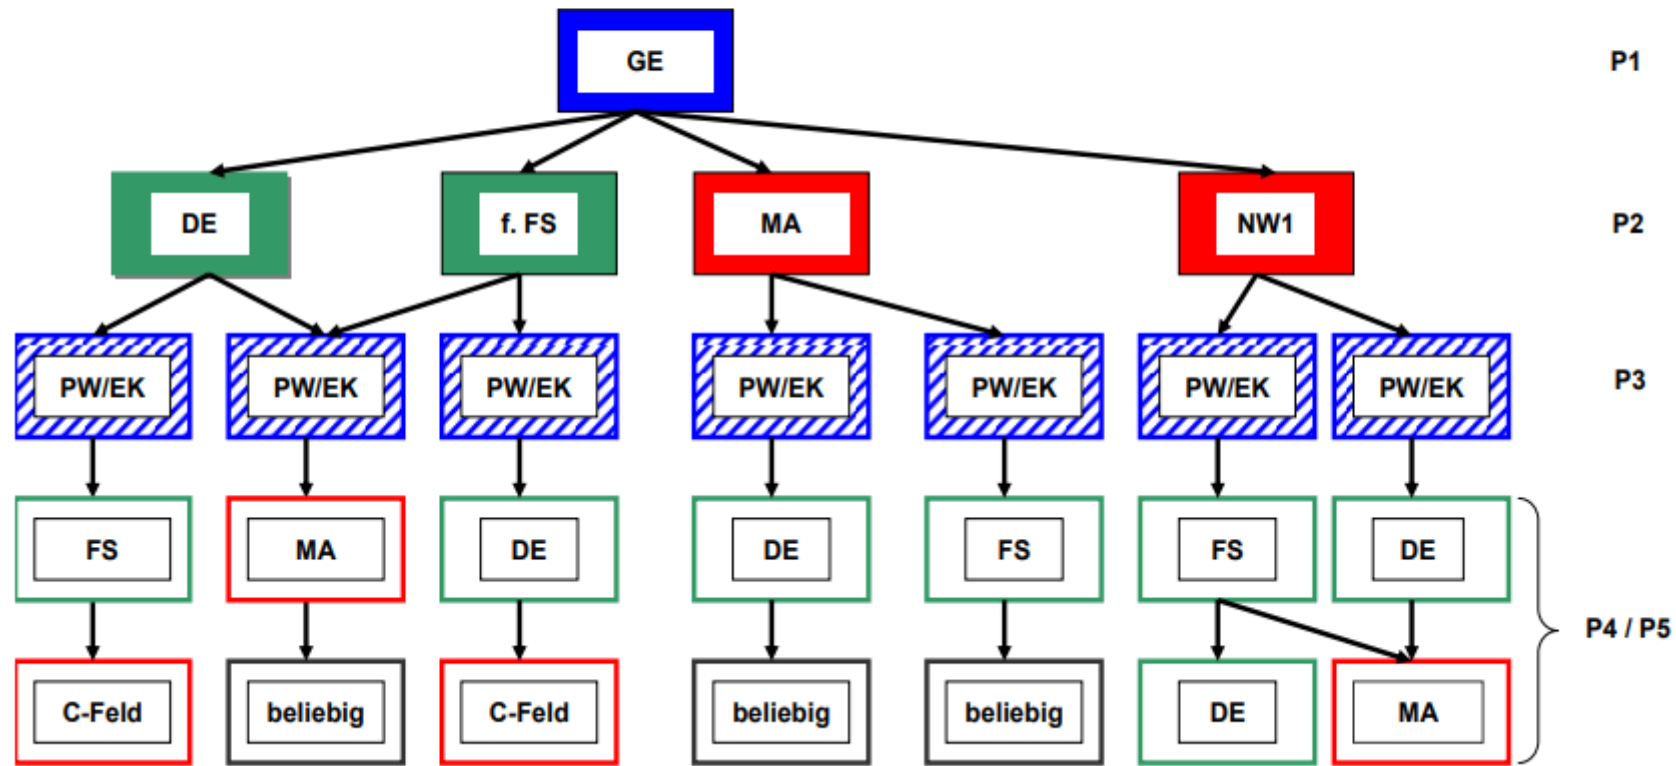 GE P1
DE f. FS MA NW1 P2
PW/EK PW/EK PW/EK PW/EK PW/EK PW/EK PW/EK P3
FS MA DE DE FS FS DE
P4 / P5
C-Feld beliebig C-Feld beliebig beliebig DE MA